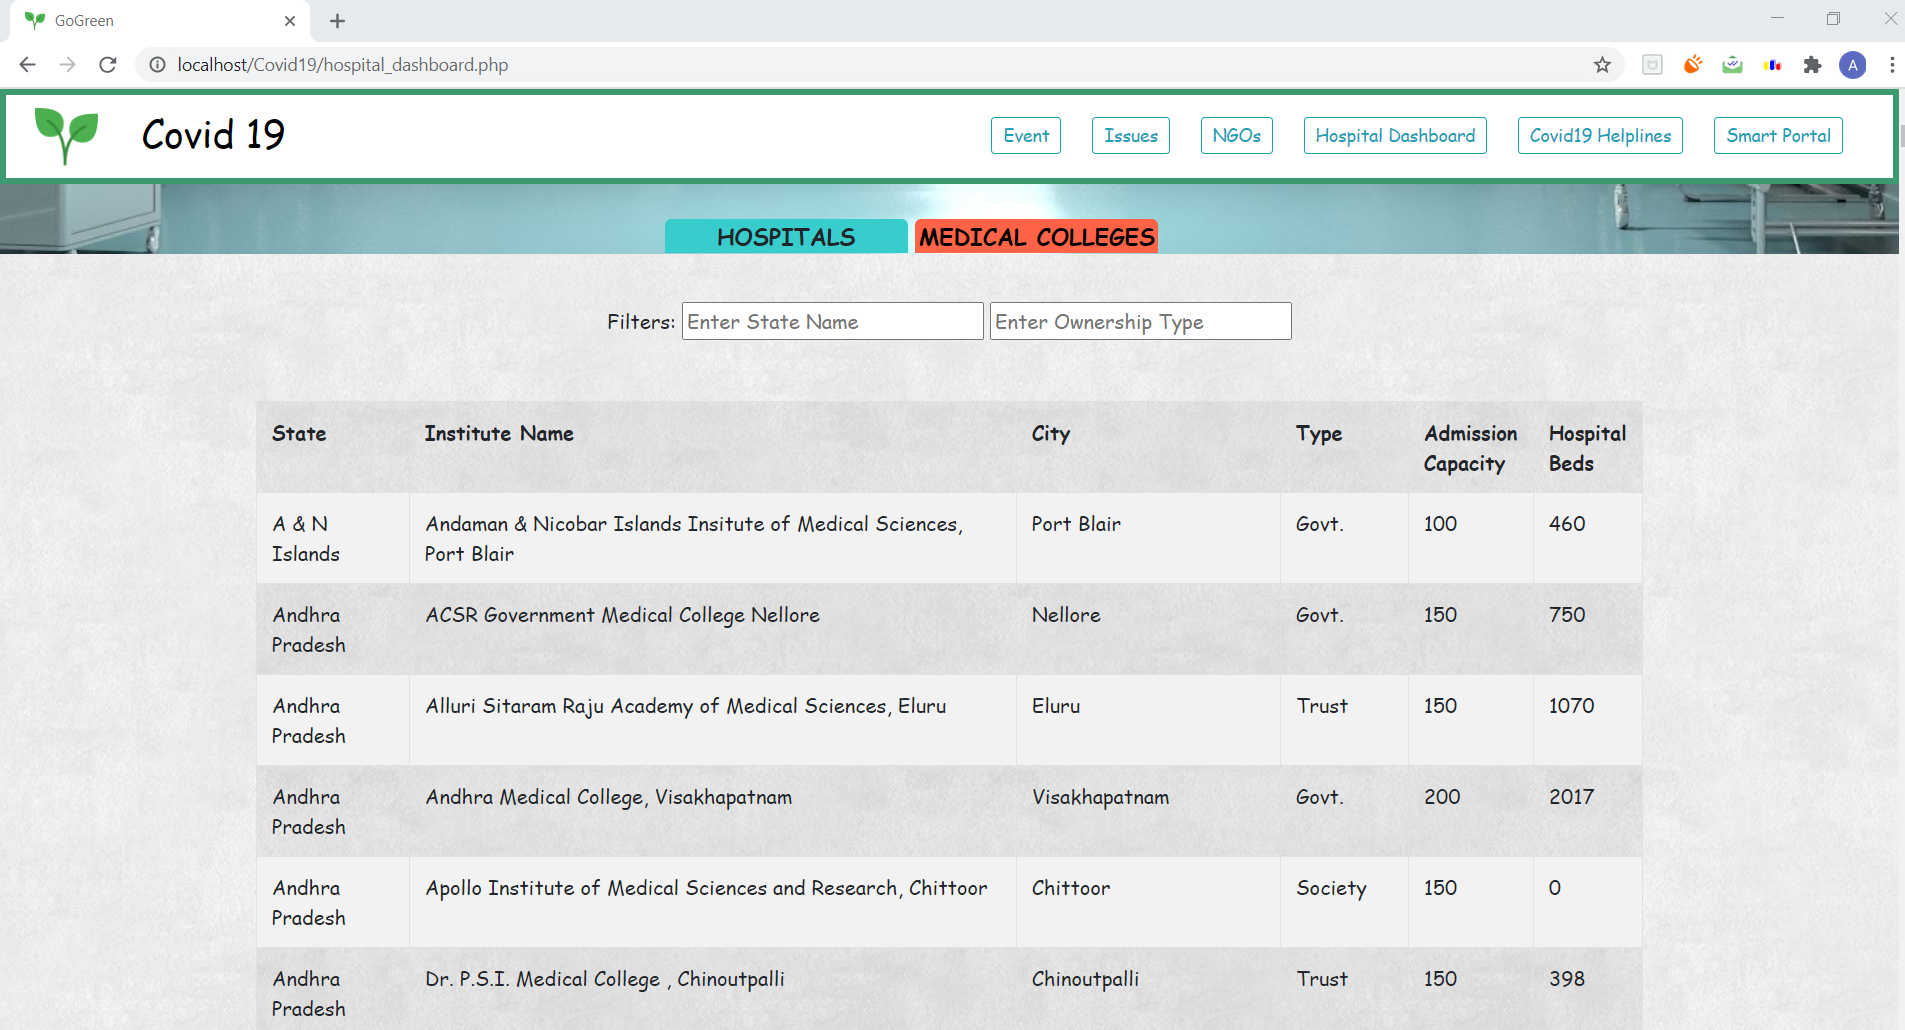 GoGreen
localhost/Covid19/hospital_dashboard.php
A
Covid 19
Event
Issues
NGOs
Hospital Dashboard
Covid19 Helplines
Smart Portal
HOSPITALS
MEDICAL COLLEGES
Filters: Enter State Name Enter Ownership Type
State Institute Name City Type Admission Hospital
Capacity Beds
A & N Andaman & Nicobar Islands Insitute of Medical Sciences, Port Blair Govt. 100 460
Islands Port Blair
Andhra ACSR Government Medical College Nellore Nellore Govt. 150 750
Pradesh
Andhra Alluri Sitaram Raju Academy of Medical Sciences, Eluru Eluru Trust 150 1070
Pradesh
Andhra Andhra Medical College, Visakhapatnam Visakhapatnam Govt. 200 2017
Pradesh
Andhra Apollo Institute of Medical Sciences and Research, Chittoor Chittoor Society 150 0
Pradesh
Andhra Dr. P.S.I. Medical College , Chinoutpalli Chinoutpalli Trust 150 398
Pradesh